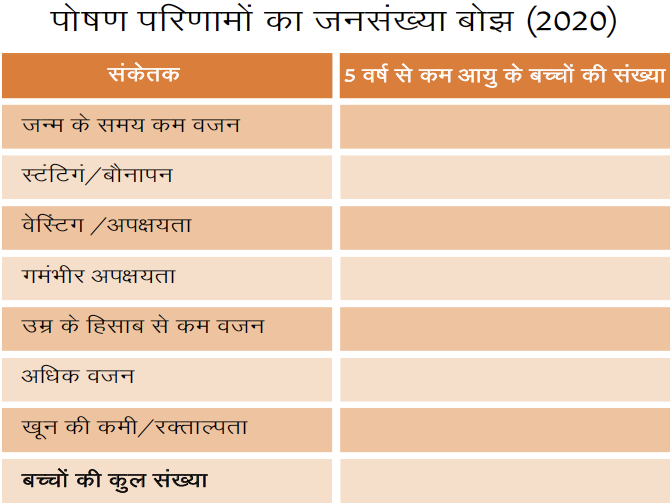 पोषण परिणामों का जनसंख्या बोझ (2020)
संकेतक
5 वर्ष से कम आयु के बच्चों की संख्या
जन्म के समय कम वजन
स्टंटिगं/बौनापन
वेस्टिंग /अपक्षयता
गमंभीर अपक्षयता
उम्र के हिसाब से कम वजन
अधिक वजन
खून की कमी/रक्ताल्पता
बच्चों की कुल संख्या